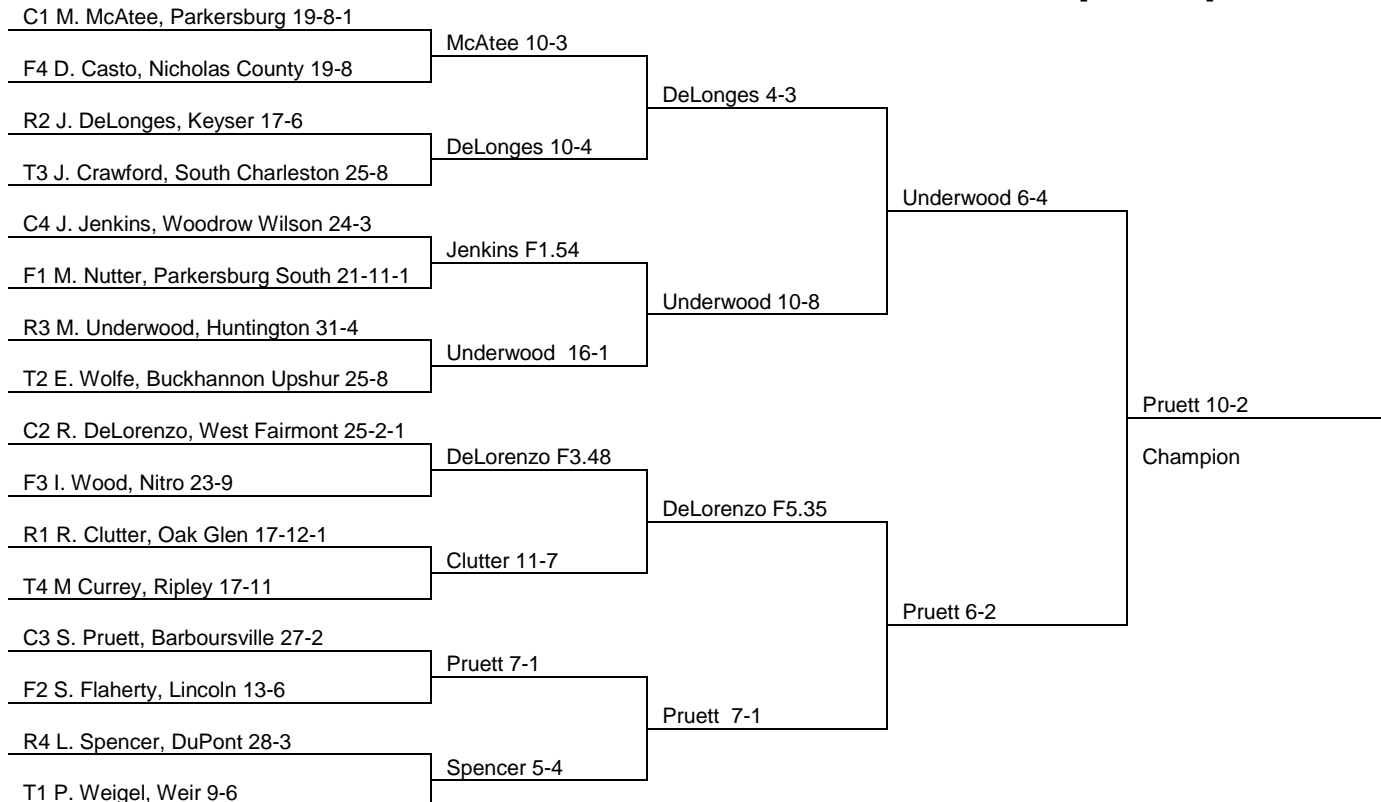 C1 M. McAtee, Parkersburg 19-8-1
McAtee 10-3
F4 D. Casto, Nicholas County 19-8
DeLonges 4-3
R2 J. DeLonges, Keyser 17-6
DeLonges 10-4
T3 J. Crawford, South Charleston 25-8
Underwood 6-4
C4 J. Jenkins, Woodrow Wilson 24-3
Jenkins F1.54
F1 M. Nutter, Parkersburg South 21-11-1
Underwood 10-8
R3 M. Underwood, Huntington 31-4
Underwood 16-1
T2 E. Wolfe, Buckhannon Upshur 25-8
Pruett 10-2
C2 R. DeLorenzo, West Fairmont 25-2-1
DeLorenzo F3.48
Champion
F3 I. Wood, Nitro 23-9
DeLorenzo F5.35
R1 R. Clutter, Oak Glen 17-12-1
Clutter 11-7
T4 M Currey, Ripley 17-11
Pruett 6-2
C3 S. Pruett, Barboursville 27-2
Pruett 7-1
F2 S. Flaherty, Lincoln 13-6
Pruett 7-1
R4 L. Spencer, DuPont 28-3
Spencer 5-4
T1 P. Weigel, Weir 9-6